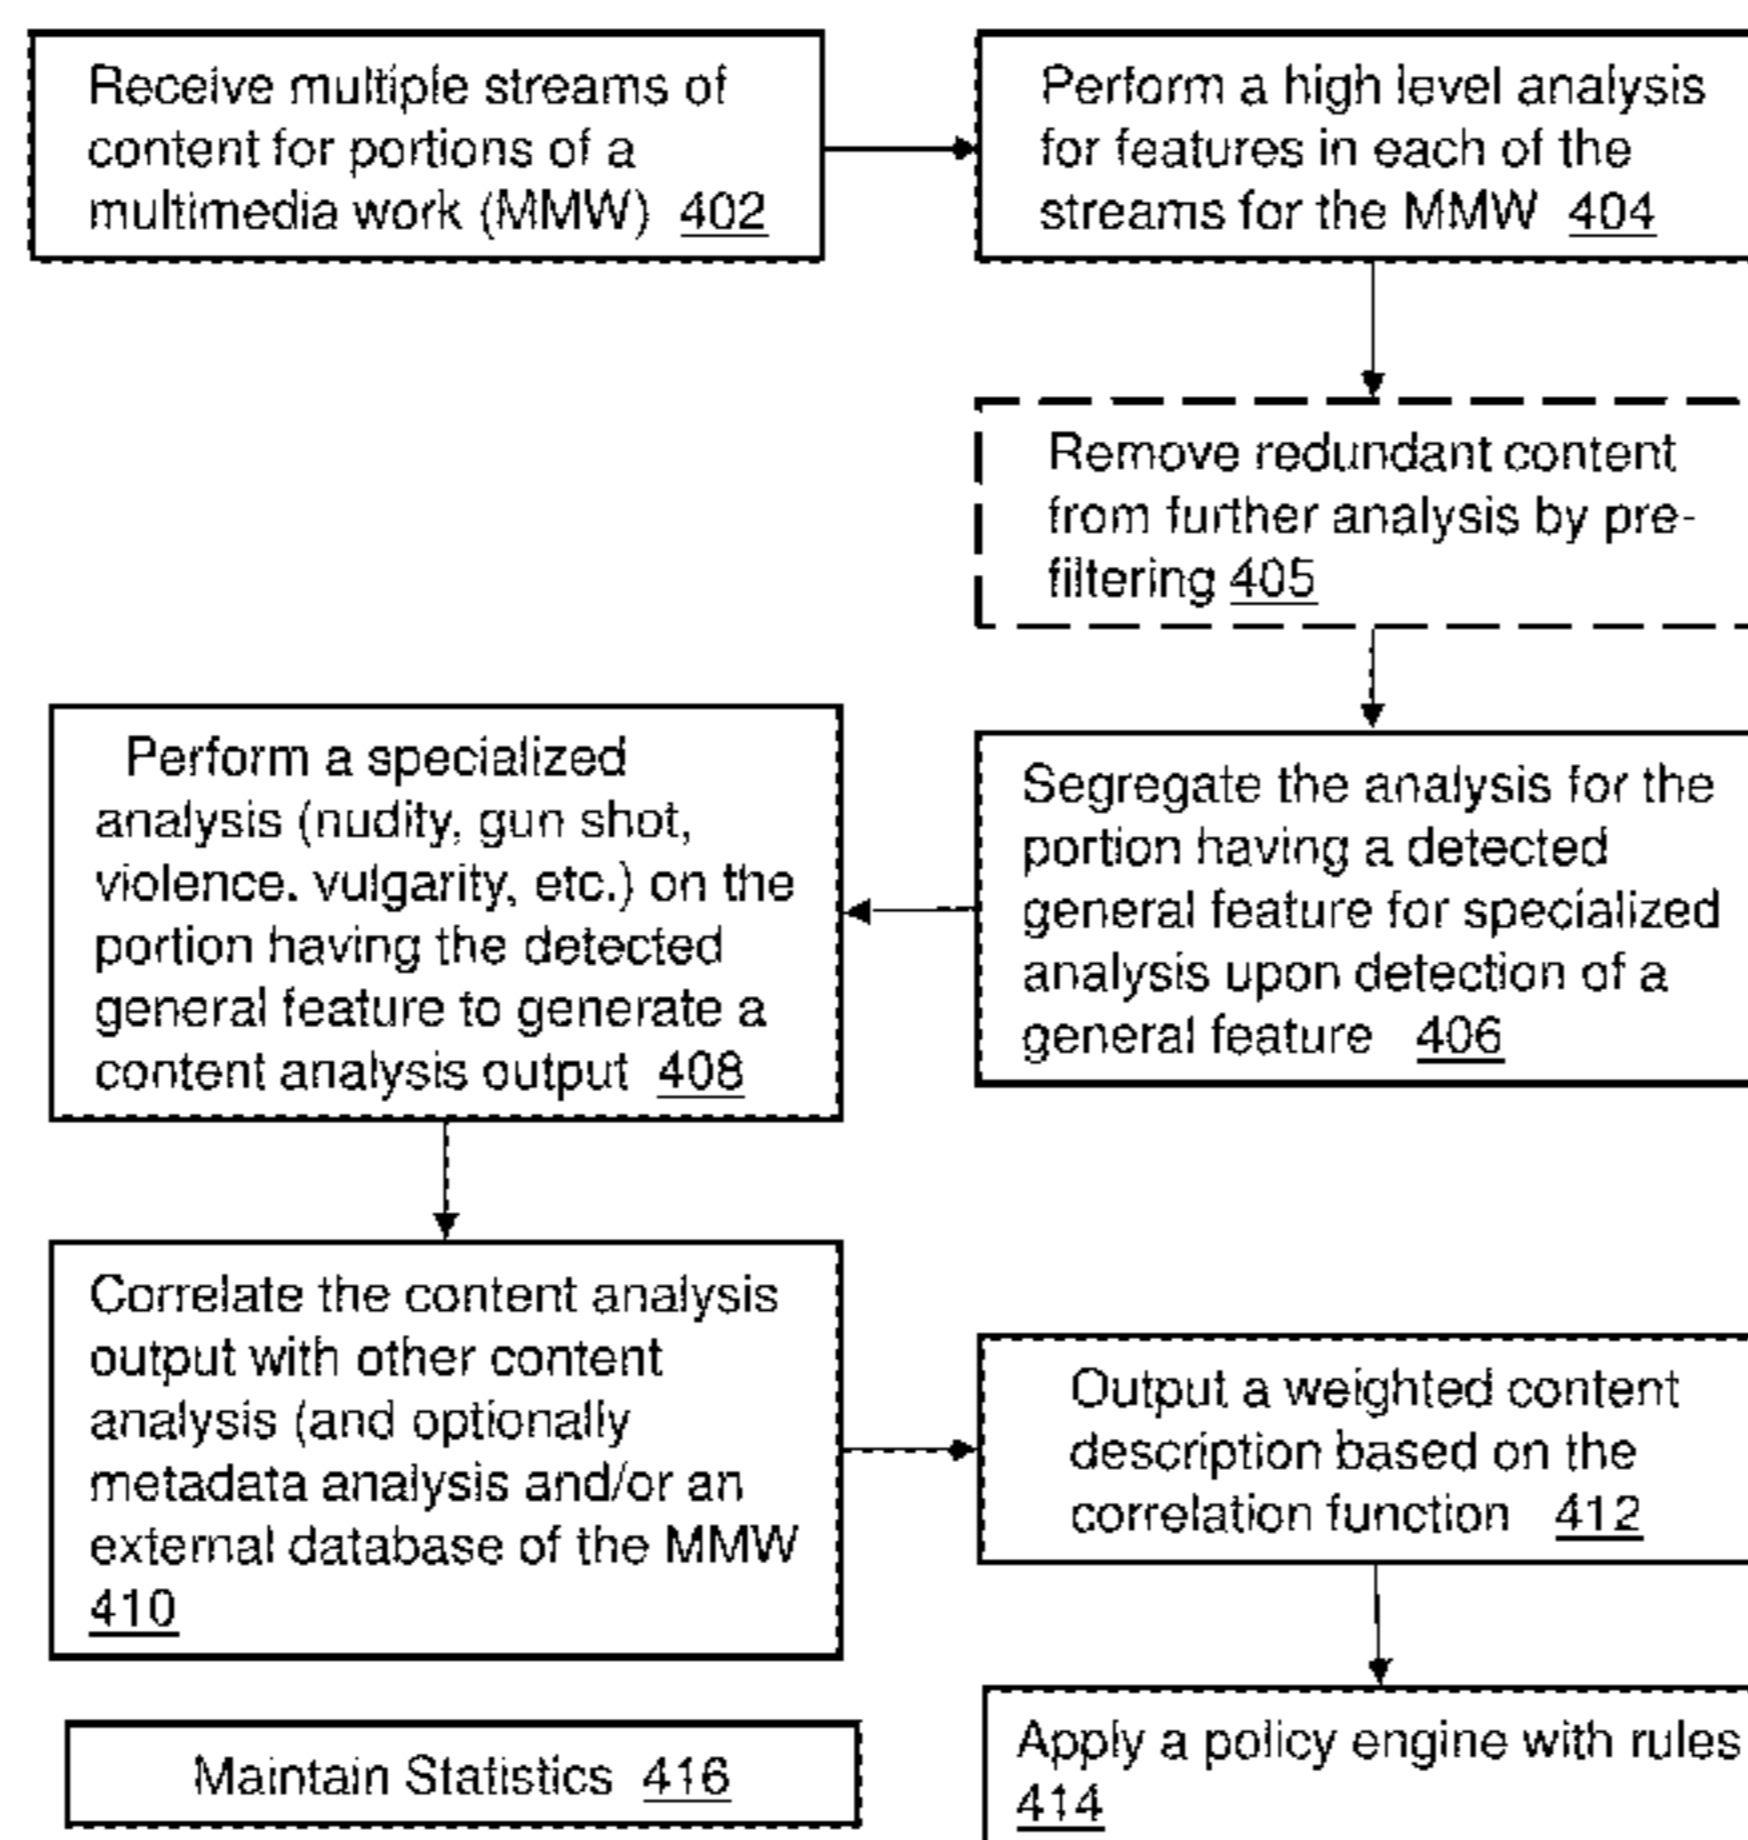 Receive multiple streams of
content for portions of a
multimedia work (MMW) 402
Perform a high level analysis
for features in each of the
streams for the MMW 404
Remove redundant content
from further analysis by pre-
filtering 405
Segregate the analysis for the
portion having a detected
general feature for specialized
analysis upon detection of a
general feature 406
Perform a specialized
analysis (nudity, gun shot,
violence. vulgarity, etc.) on the
portion having the detected
general feature to generate a
content analysis output 408
Correlate the content analysis
output with other content
analysis (and optionally
metadata analysis and/or an
external database of the MMW
410
Output a weighted content
description based on the
correlation function 412
Apply a policy engine with rules
414
Maintain Statistics 416